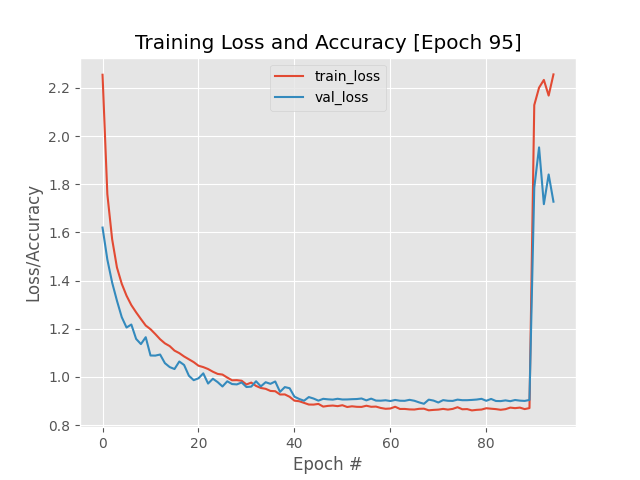 Training Loss and Accuracy [Epoch 95]
train_loss
val_loss
Loss/Accuracy
2.2
2.0
1.8
1.6
1.4
1.2
1.0
0.8
0 20 40 60 80
Epoch #